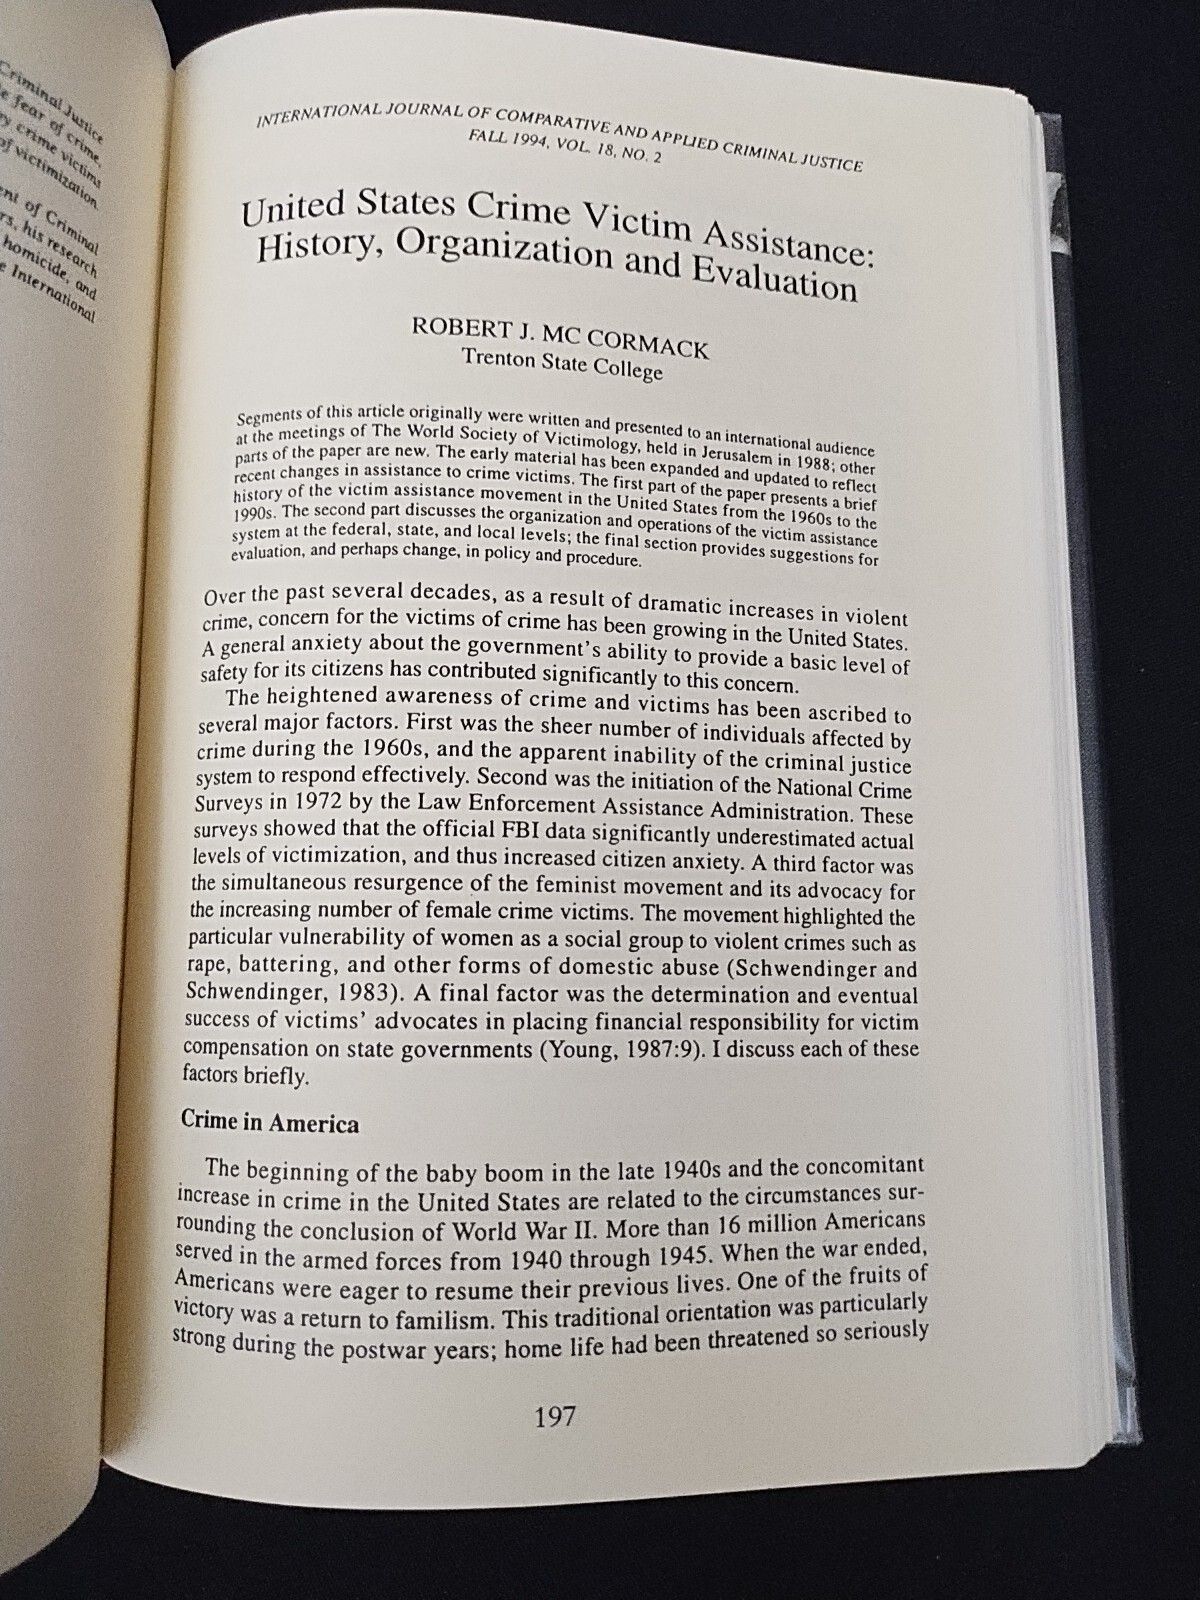 Criminal Justice
e fear of crime,
by crime victims
of victimization.
ent of Criminal
rs, his research
homicide, and
e International
INTERNATIONAL JOURNAL OF COMPARATIVE AND APPLIED CRIMINAL JUSTICE
FALL 1994, VOL. 18, NO. 2
United States Crime Victim Assistance:
History, Organization and Evaluation
ROBERT J. MC CORMACK
Trenton State College
Segments of this article originally were written and presented to an international audience
at the meetings of The World Society of Victimology, held in Jerusalem in 1988; other
parts of the paper are new. The early material has been expanded and updated to reflect
recent changes in assistance to crime victims. The first part of the paper presents a brief
history of the victim assistance movement in the United States from the 1960s to the
1990s. The second part discusses the organization and operations of the victim assistance
system at the federal, state, and local levels; the final section provides suggestions for
evaluation, and perhaps change, in policy and procedure.
Over the past several decades, as a result of dramatic increases in violent
crime, concern for the victims of crime has been growing in the United States.
A general anxiety about the government's ability to provide a basic level of
safety for its citizens has contributed significantly to this concern.
The heightened awareness of crime and victims has been ascribed to
several major factors. First was the sheer number of individuals affected by
crime during the 1960s, and the apparent inability of the criminal justice
system to respond effectively. Second was the initiation of the National Crime
Surveys in 1972 by the Law Enforcement Assistance Administration. These
surveys showed that the official FBI data significantly underestimated actual
levels of victimization, and thus increased citizen anxiety. A third factor was
the simultaneous resurgence of the feminist movement and its advocacy for
the increasing number of female crime victims. The movement highlighted the
particular vulnerability of women as a social group to violent crimes such as
rape, battering, and other forms of domestic abuse (Schwendinger and
Schwendinger, 1983). A final factor was the determination and eventual
success of victims' advocates in placing financial responsibility for victim
compensation on state governments (Young, 1987:9). I discuss each of these
factors briefly.
Crime in America
The beginning of the baby boom in the late 1940s and the concomitant
increase in crime in the United States are related to the circumstances sur-
rounding the conclusion of World War II. More than 16 million Americans
served in the armed forces from 1940 through 1945. When the war ended,
Americans were eager to resume their previous lives. One of the fruits of
victory was a return to familism. This traditional orientation was particularly
strong during the postwar years; home life had been threatened so seriously
197